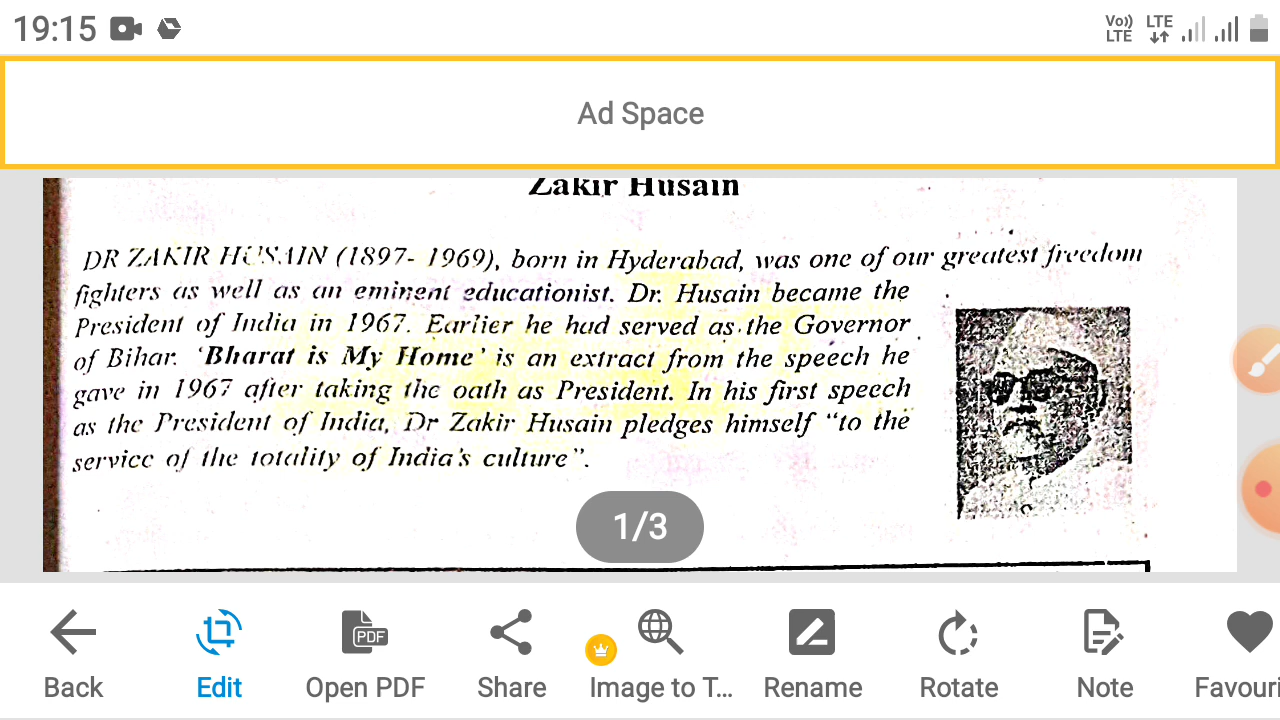 19:15
Vo)) LTE LTE
Ad Space
Zakir Husain
DR ZAKIR HUSAIN (1897- 1969), born in Hyderabad, was one of our greatest freedom
fighters as well as an eminent educationist. Dr. Husain became the
President of India in 1967. Earlier he had served as the Governor
of Bihar. 'Bharat is My Home' is an extract from the speech he
gave in 1967 after taking the oath as President. In his first speech
as the President of India, Dr Zakir Husain pledges himself "to the
service of the totality of India's culture".
1/3
PDF
Back Edit Open PDF Share Image to T... Rename Rotate Note Favouri